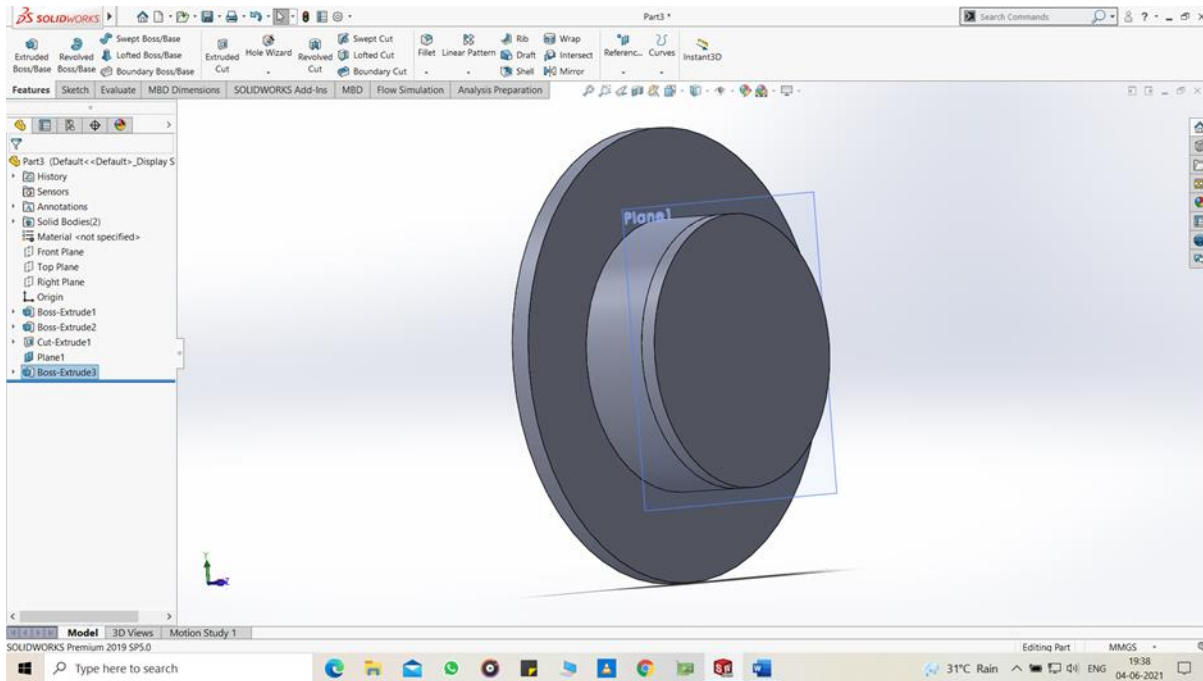 SOLIDWORKS
Part3 *
Search Commands
Extruded Boss/Base
Revolved Boss/Base
Swept Boss/Base
Lofted Boss/Base
Boundary Boss/Base
Extruded Cut
Hole Wizard
Revolved Cut
Swept Cut
Lofted Cut
Boundary Cut
Fillet
Linear Pattern
Rib
Draft
Shell
Wrap
Intersect
Mirror
Referenc...
Curves
Instant3D
Features Sketch Evaluate MBD Dimensions SOLIDWORKS Add-Ins MBD Flow Simulation Analysis Preparation
Part3 (Default<<Default>_Display S
History
Sensors
Annotations
Solid Bodies(2)
Material <not specified>
Front Plane
Top Plane
Right Plane
Origin
Boss-Extrude1
Boss-Extrude2
Cut-Extrude1
Plane1
Boss-Extrude3
Plane1
Y
Z
Model 3D Views Motion Study 1
SOLIDWORKS Premium 2019 SP5.0
Editing Part MMGS
Type here to search
31°C Rain
ENG
19:38
04-06-2021